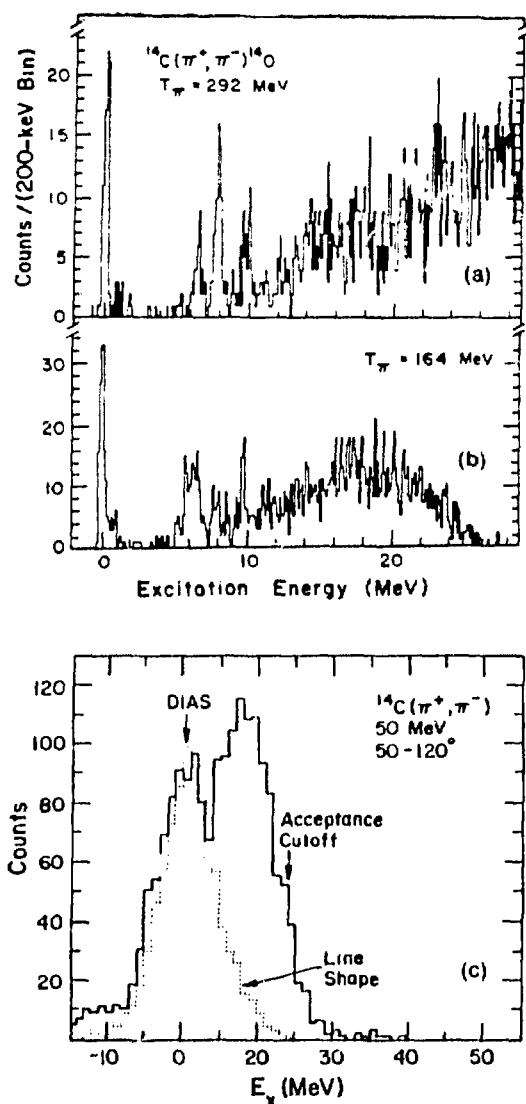 ¹⁴C(π⁺, π⁻)¹⁴O
T_π = 292 MeV
Counts/(200-keV Bin)
20
15
10
5
0
(a)
T_π = 164 MeV
30
20
10
0
(b)
0 10 20
Excitation Energy (MeV)
120
100
80
60
40
20
Counts
DIAS
¹⁴C(π⁺, π⁻)
50 MeV
50-120°
Acceptance
Cutoff
Line
Shape
(c)
-10 0 10 20 30 40 50
E_x (MeV)